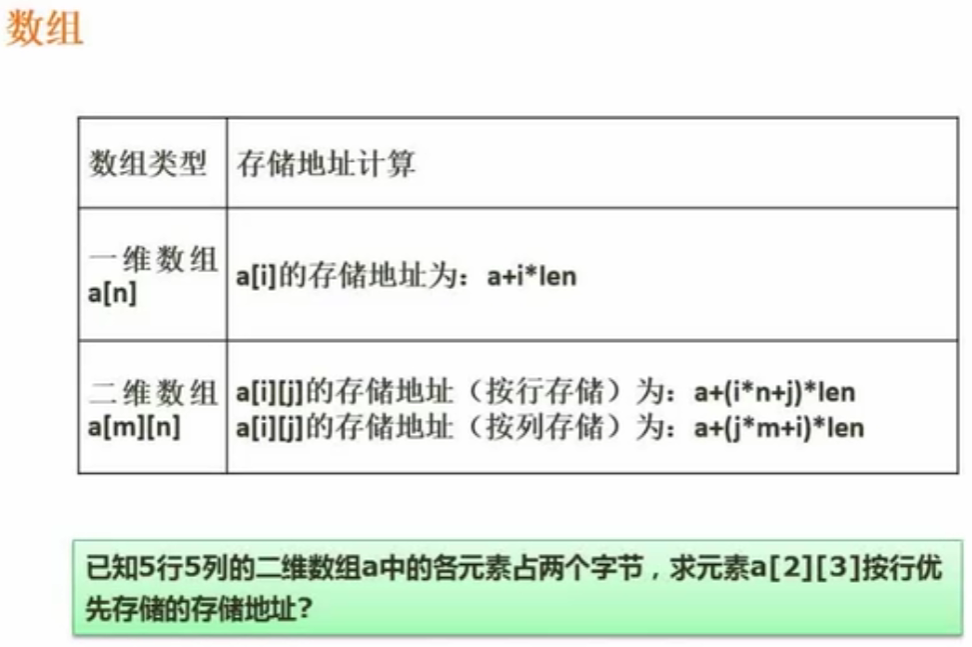 数组
数组类型
存储地址计算
一维数组
a[n]
a[i]的存储地址为：a+i*len
二维数组
a[m][n]
a[i][j]的存储地址（按行存储）为：a+(i*n+j)*len
a[i][j]的存储地址（按列存储）为：a+(j*m+i)*len
已知5行5列的二维数组a中的各元素占两个字节，求元素a[2][3]按行优
先存储的存储地址?